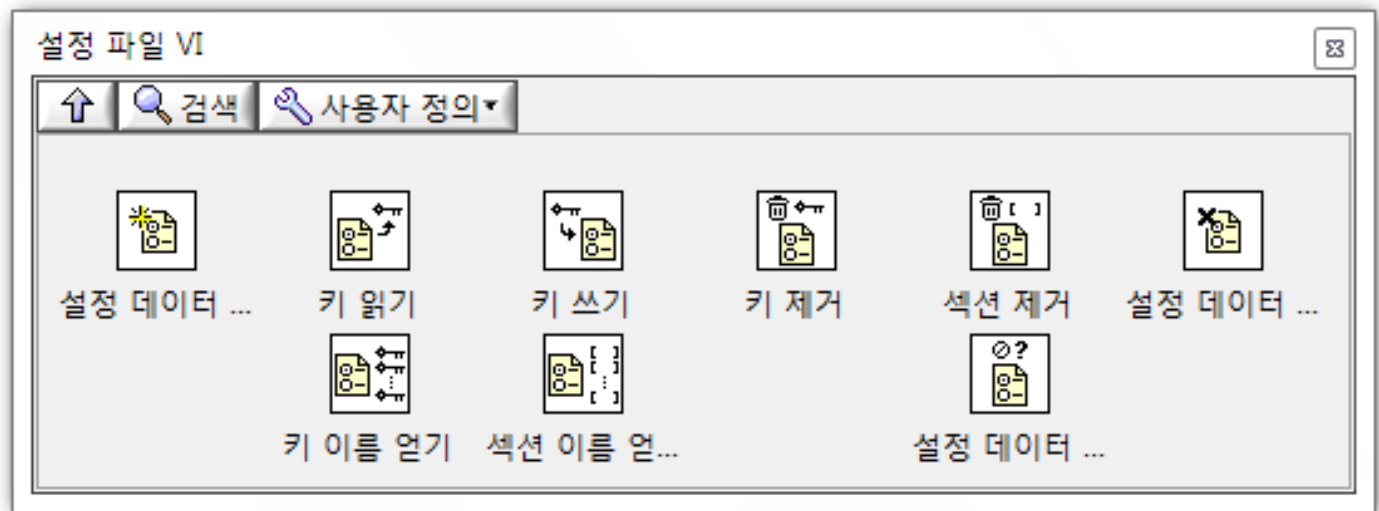 설정 파일 VI
검색 사용자 정의
설정 데이터 ... 키 읽기 키 쓰기 키 제거 섹션 제거 설정 데이터 ...
키 이름 얻기 섹션 이름 얻... 설정 데이터 ...